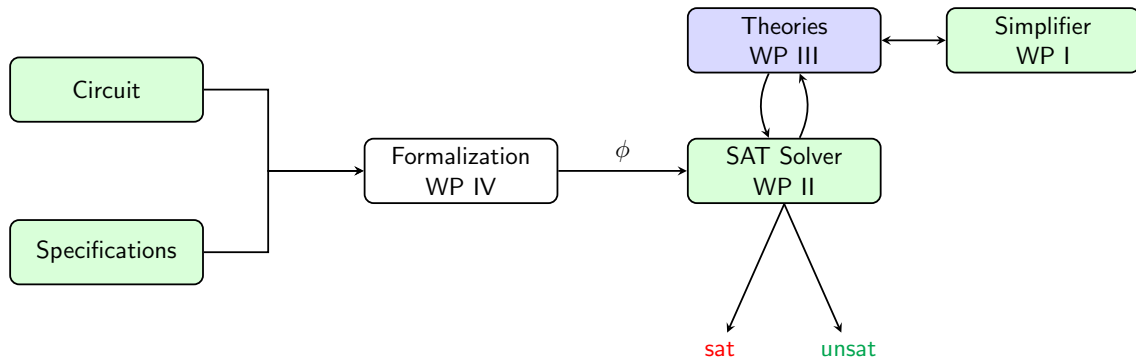 Theories
WP III
Simplifier
WP I
Circuit
Formalization
WP IV
ϕ
SAT Solver
WP II
Specifications
sat
unsat